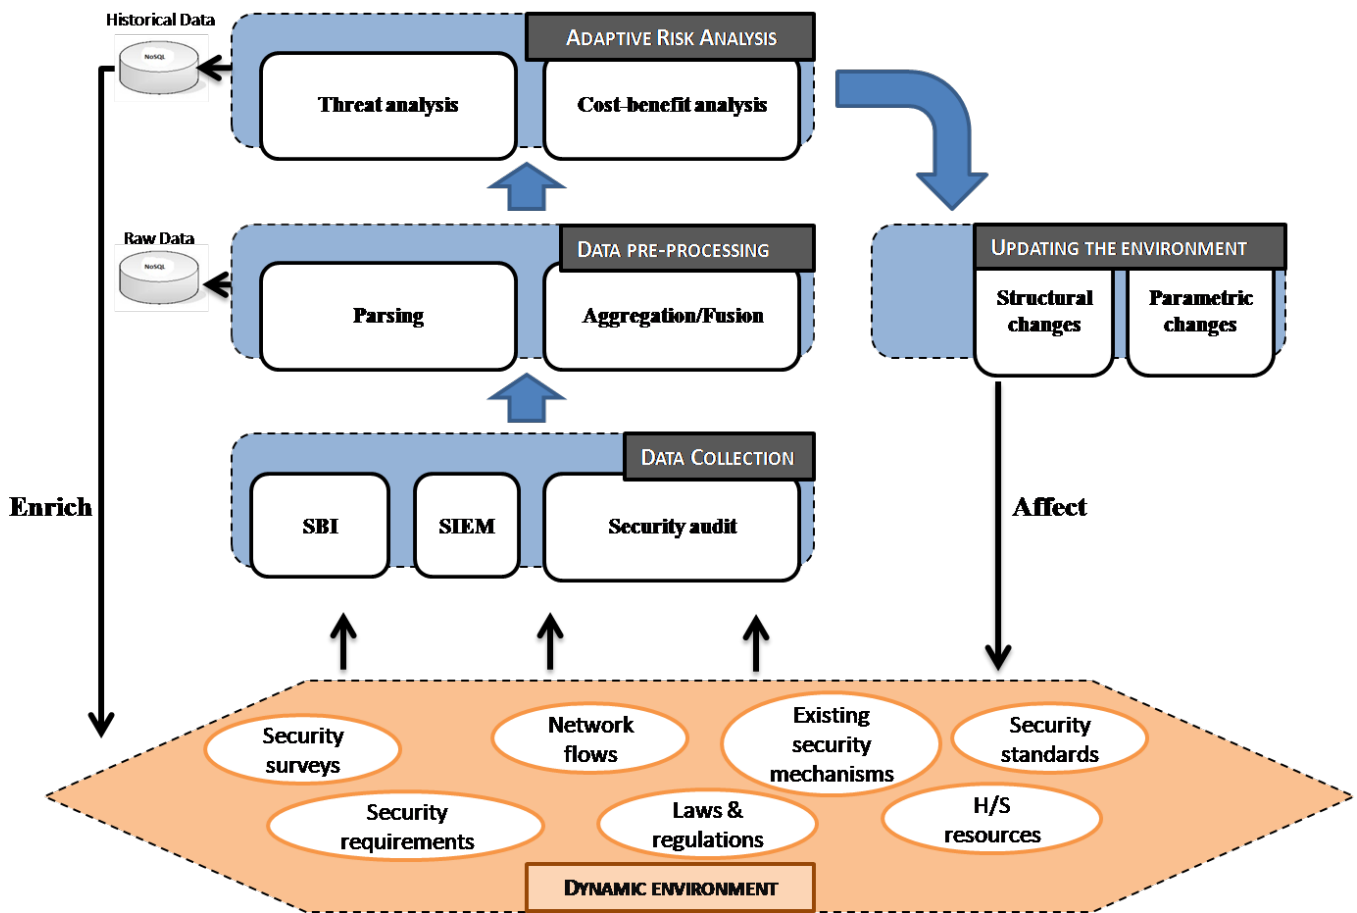 Historical Data
NoSQL
ADAPTIVE RISK ANALYSIS
Threat analysis
Cost-benefit analysis
Raw Data
NoSQL
DATA PRE-PROCESSING
Parsing
Aggregation/Fusion
UPDATING THE ENVIRONMENT
Structural
changes
Parametric
changes
DATA COLLECTION
SBI
SIEM
Security audit
Enrich
Affect
Security
surveys
Network
flows
Existing
security
mechanisms
Security
standards
Security
requirements
Laws &
regulations
H/S
resources
DYNAMIC ENVIRONMENT